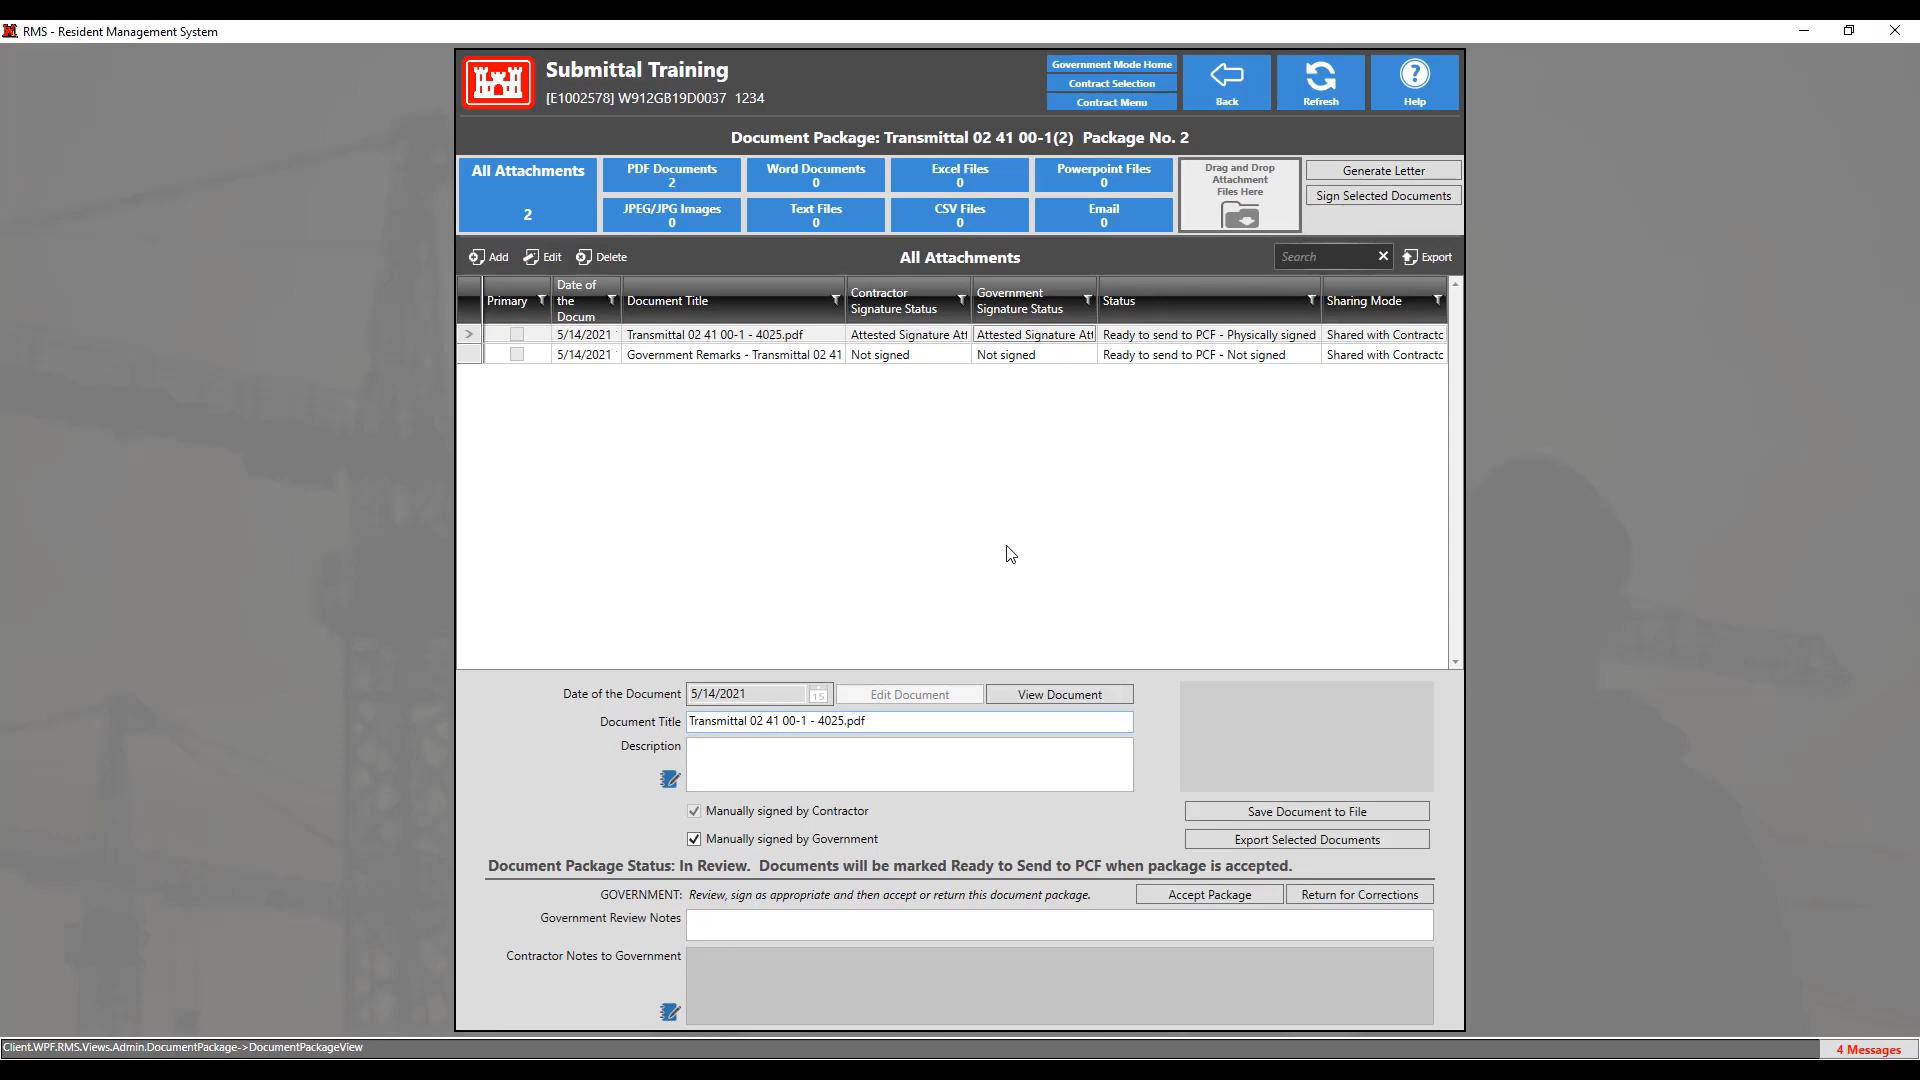 RMS - Resident Management System
Submittal Training
[E1002578] W912GB19D0037 1234
Government Mode Home
Contract Selection
Contract Menu
Back
Refresh
Help
Document Package: Transmittal 02 41 00-1(2) Package No. 2
All Attachments
2
PDF Documents
2
Word Documents
0
Excel Files
0
Powerpoint Files
0
JPEG/JPG Images
0
Text Files
0
CSV Files
0
Email
0
Drag and Drop
Attachment
Files Here
Generate Letter
Sign Selected Documents
Add
Edit
Delete
All Attachments
Search
Export
Primary
Date of
the
Docum
Document Title
Contractor
Signature Status
Government
Signature Status
Status
Sharing Mode
5/14/2021 Transmittal 02 41 00-1 - 4025.pdf Attested Signature Att Attested Signature Att Ready to send to PCF - Physically signed Shared with Contractc
5/14/2021 Government Remarks - Transmittal 02 41 Not signed Not signed Ready to send to PCF - Not signed Shared with Contractc
Date of the Document 5/14/2021 15 Edit Document View Document
Document Title Transmittal 02 41 00-1 - 4025.pdf
Description
Manually signed by Contractor
Save Document to File
Manually signed by Government
Export Selected Documents
Document Package Status: In Review. Documents will be marked Ready to Send to PCF when package is accepted.
GOVERNMENT: Review, sign as appropriate and then accept or return this document package. Accept Package Return for Corrections
Government Review Notes
Contractor Notes to Government
Client.WPF.RMS.Views.Admin.DocumentPackage->DocumentPackageView
4 Messages